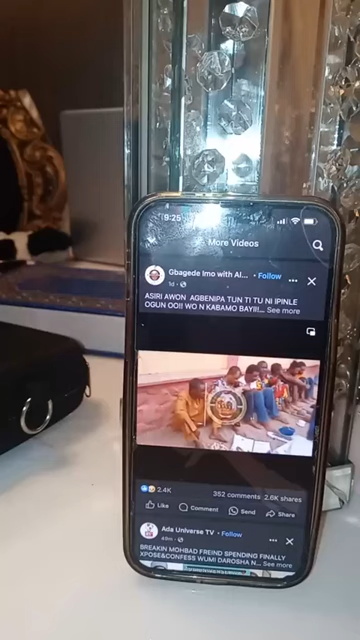 9:25
More Videos
Gbagede Imo with Al... • Follow
1d
ASIRI AWON AGBENIPA TUN TI TU NI IPINLE
OGUN OO!! WO N KABAMO BAYI!!... See more
2.4K
352 comments 2.6K shares
Like Comment Send Share
Ada Universe TV • Follow
48m
BREAKIN MOHBAD FREIND SPENDING FINALLY
XPOSE&CONFESS WUMI DAROSHA N... See more